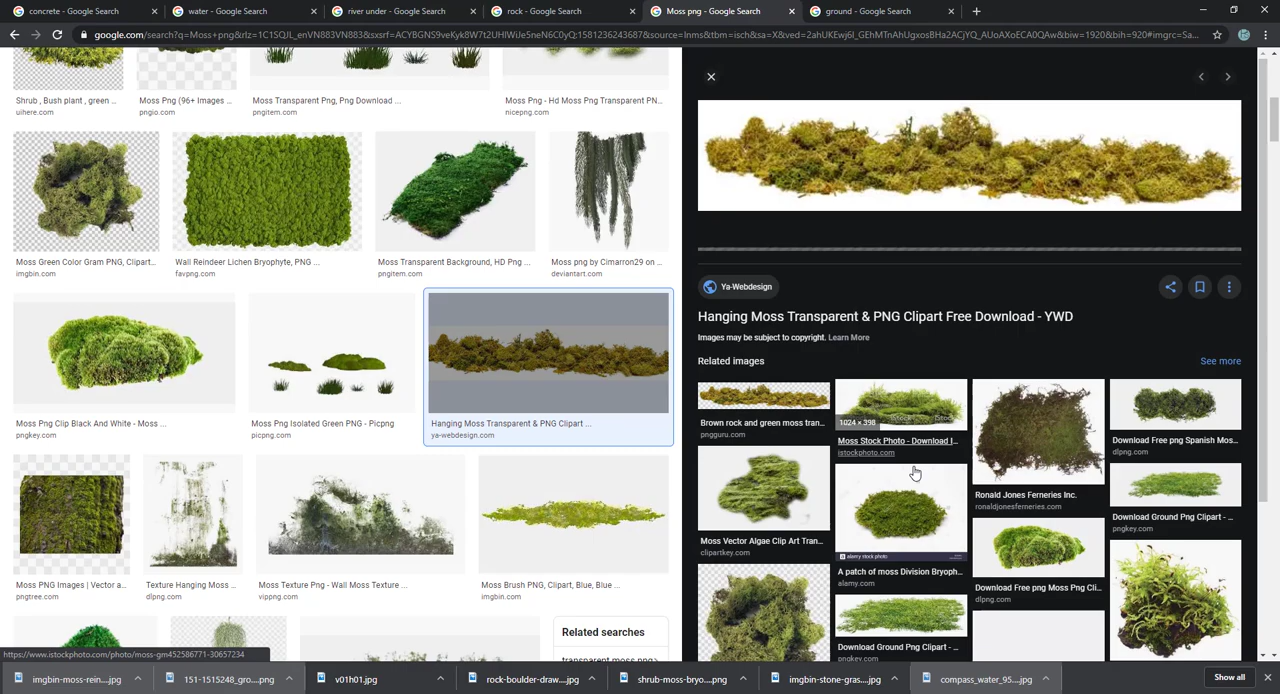 concrete - Google Search
water - Google Search
river under - Google Search
rock - Google Search
Moss png - Google Search
ground - Google Search
google.com/search?q=Moss+png&rlz=1C1SQJL_enVN883VN883&sxsrf=ACYBGNS9veKyk8W7t2UHIWiJe5neN6C0yQ:1581236243687&source=lnms&tbm=isch&sa=X&ved=2ahUKEwj6l_GEhMTnAhUgxosBHa2ACjYQ_AUoAXoECA0QAw&biw=1920&bih=920#imgrc=Sa...
Shrub , Bush plant , green ...
uihere.com
Moss Png (96+ Images ...
pngio.com
Moss Transparent Png, Png Download ...
pngitem.com
Moss Png - Hd Moss Png Transparent PN...
nicepng.com
Moss Green Color Gram PNG, Clipart...
imgbin.com
Wall Reindeer Lichen Bryophyte, PNG ...
favpng.com
Moss Transparent Background, HD Png ...
pngitem.com
Moss png by Cimarron29 on ...
deviantart.com
Moss Png Clip Black And White - Moss ...
pngkey.com
Moss Png Isolated Green PNG - Picpng
picpng.com
Hanging Moss Transparent & PNG Clipart ...
ya-webdesign.com
Moss PNG Images | Vector a...
pngtree.com
Texture Hanging Moss ...
dlpng.com
Moss Texture Png - Wall Moss Texture ...
vippng.com
Moss Brush PNG, Clipart, Blue, Blue ...
imgbin.com
Related searches
transparent moss png
Ya-Webdesign
Hanging Moss Transparent & PNG Clipart Free Download - YWD
Images may be subject to copyright. Learn More
Related images
See more
Brown rock and green moss tran...
pngguru.com
iStock
iStock
1024 × 398
Moss Stock Photo - Download I...
istockphoto.com
Ronald Jones Ferneries Inc.
ronaldjonesferneries.com
Download Free png Spanish Mos...
dlpng.com
Moss Vector Algae Clip Art Tran...
clipartkey.com
a alamy stock photo
A patch of moss Division Bryoph...
alamy.com
Download Ground Png Clipart - ...
pngkey.com
Download Free png Moss Png Cli...
dlpng.com
Download Ground Png Clipart - ...
pngkey.com
https://www.istockphoto.com/photo/moss-gm452586771-30657234
imgbin-moss-rein....jpg
151-1515248_gro....png
v01h01.jpg
rock-boulder-draw....jpg
shrub-moss-bryo....png
imgbin-stone-gras....jpg
compass_water_95....jpg
Show all